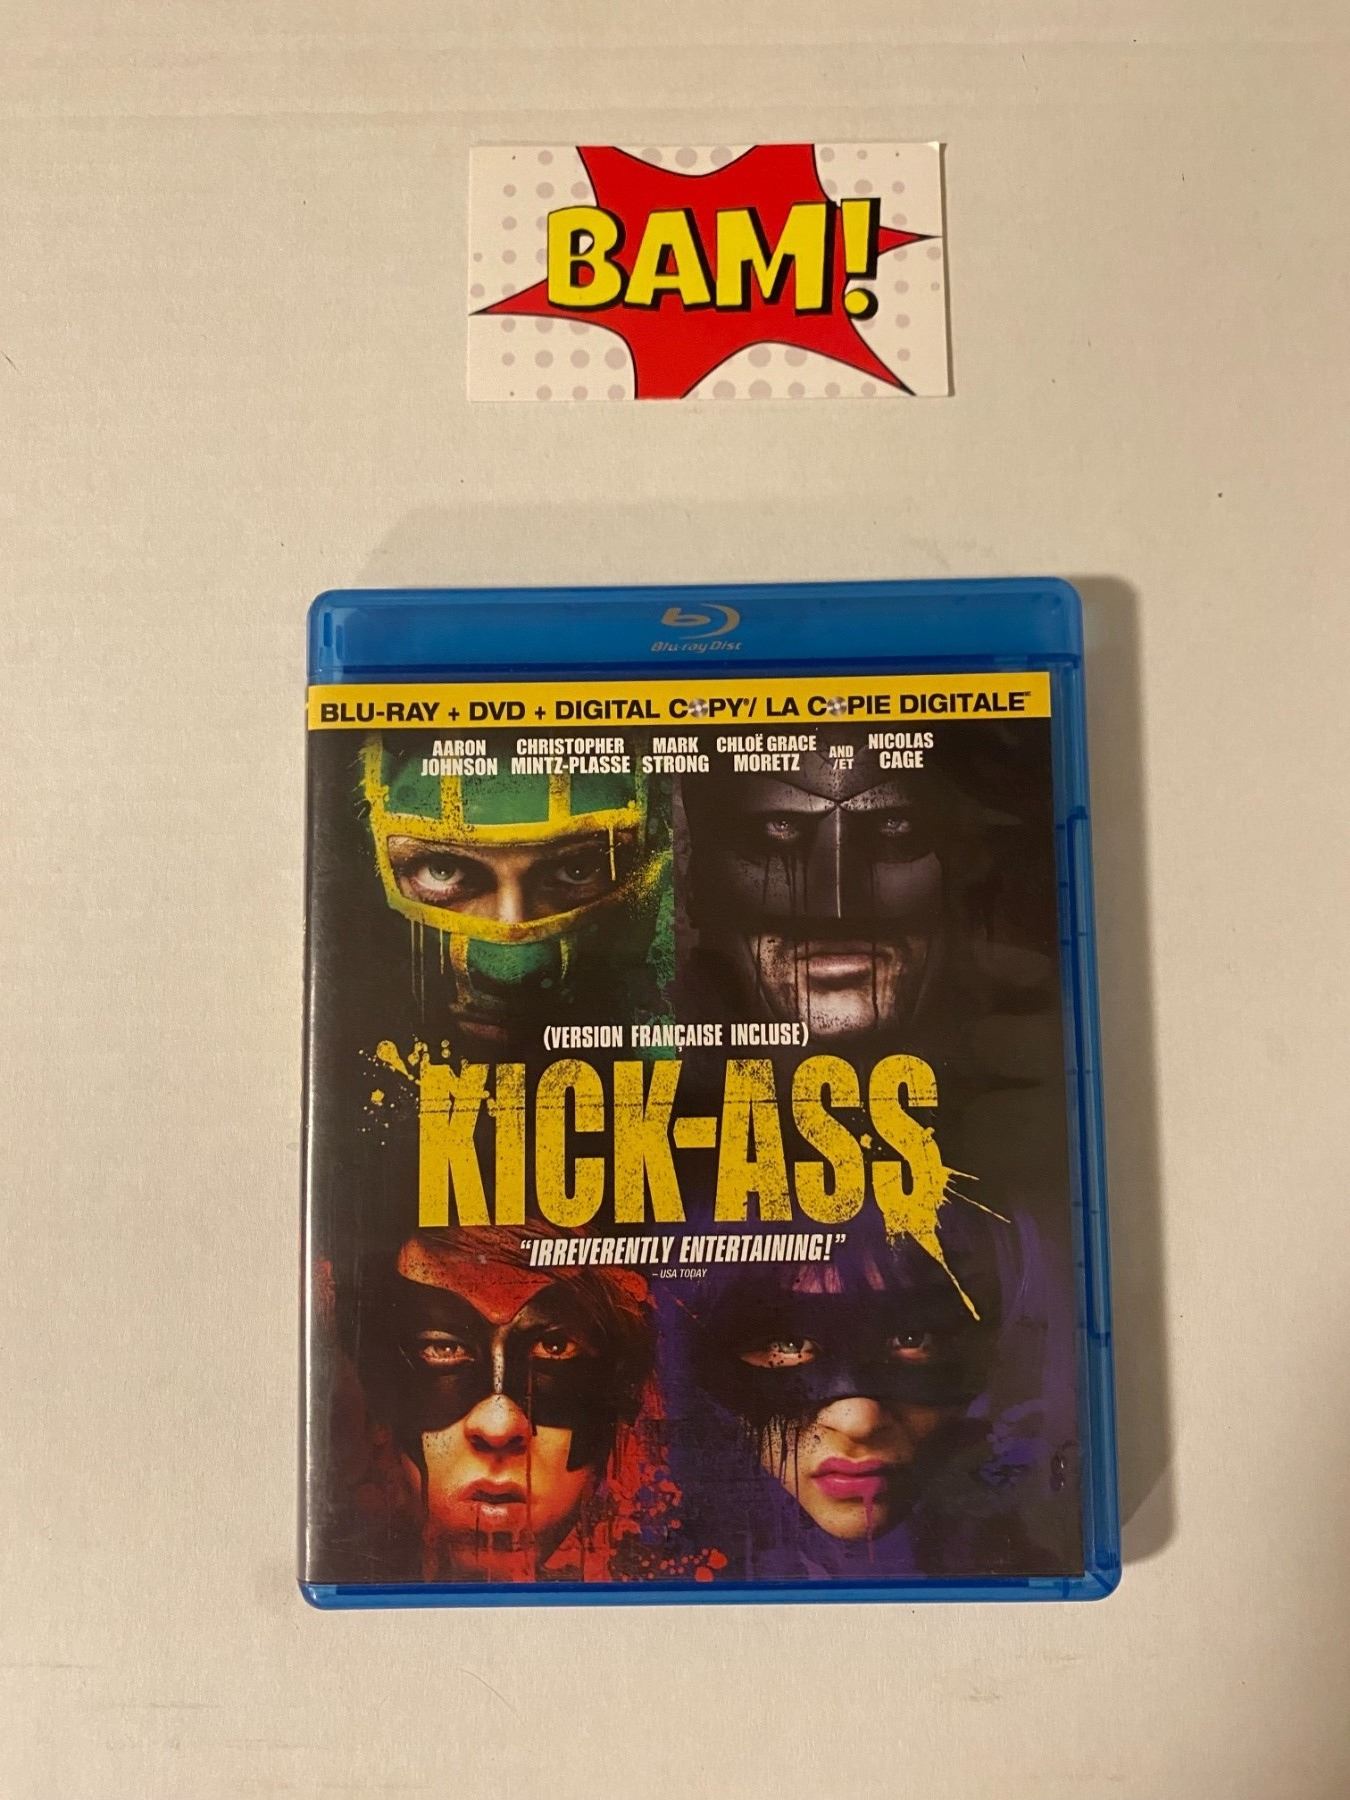 BAM!
Blu-ray Disc
BLU-RAY + DVD + DIGITAL COPY®/ LA COPIE DIGITALE
AARON CHRISTOPHER MARK CHLOË GRACE AND NICOLAS
JOHNSON MINTZ-PLASSE STRONG MORETZ /ET CAGE
(VERSION FRANÇAISE INCLUSE)
KICK-ASS
“IRREVERENTLY ENTERTAINING!”
– USA TODAY